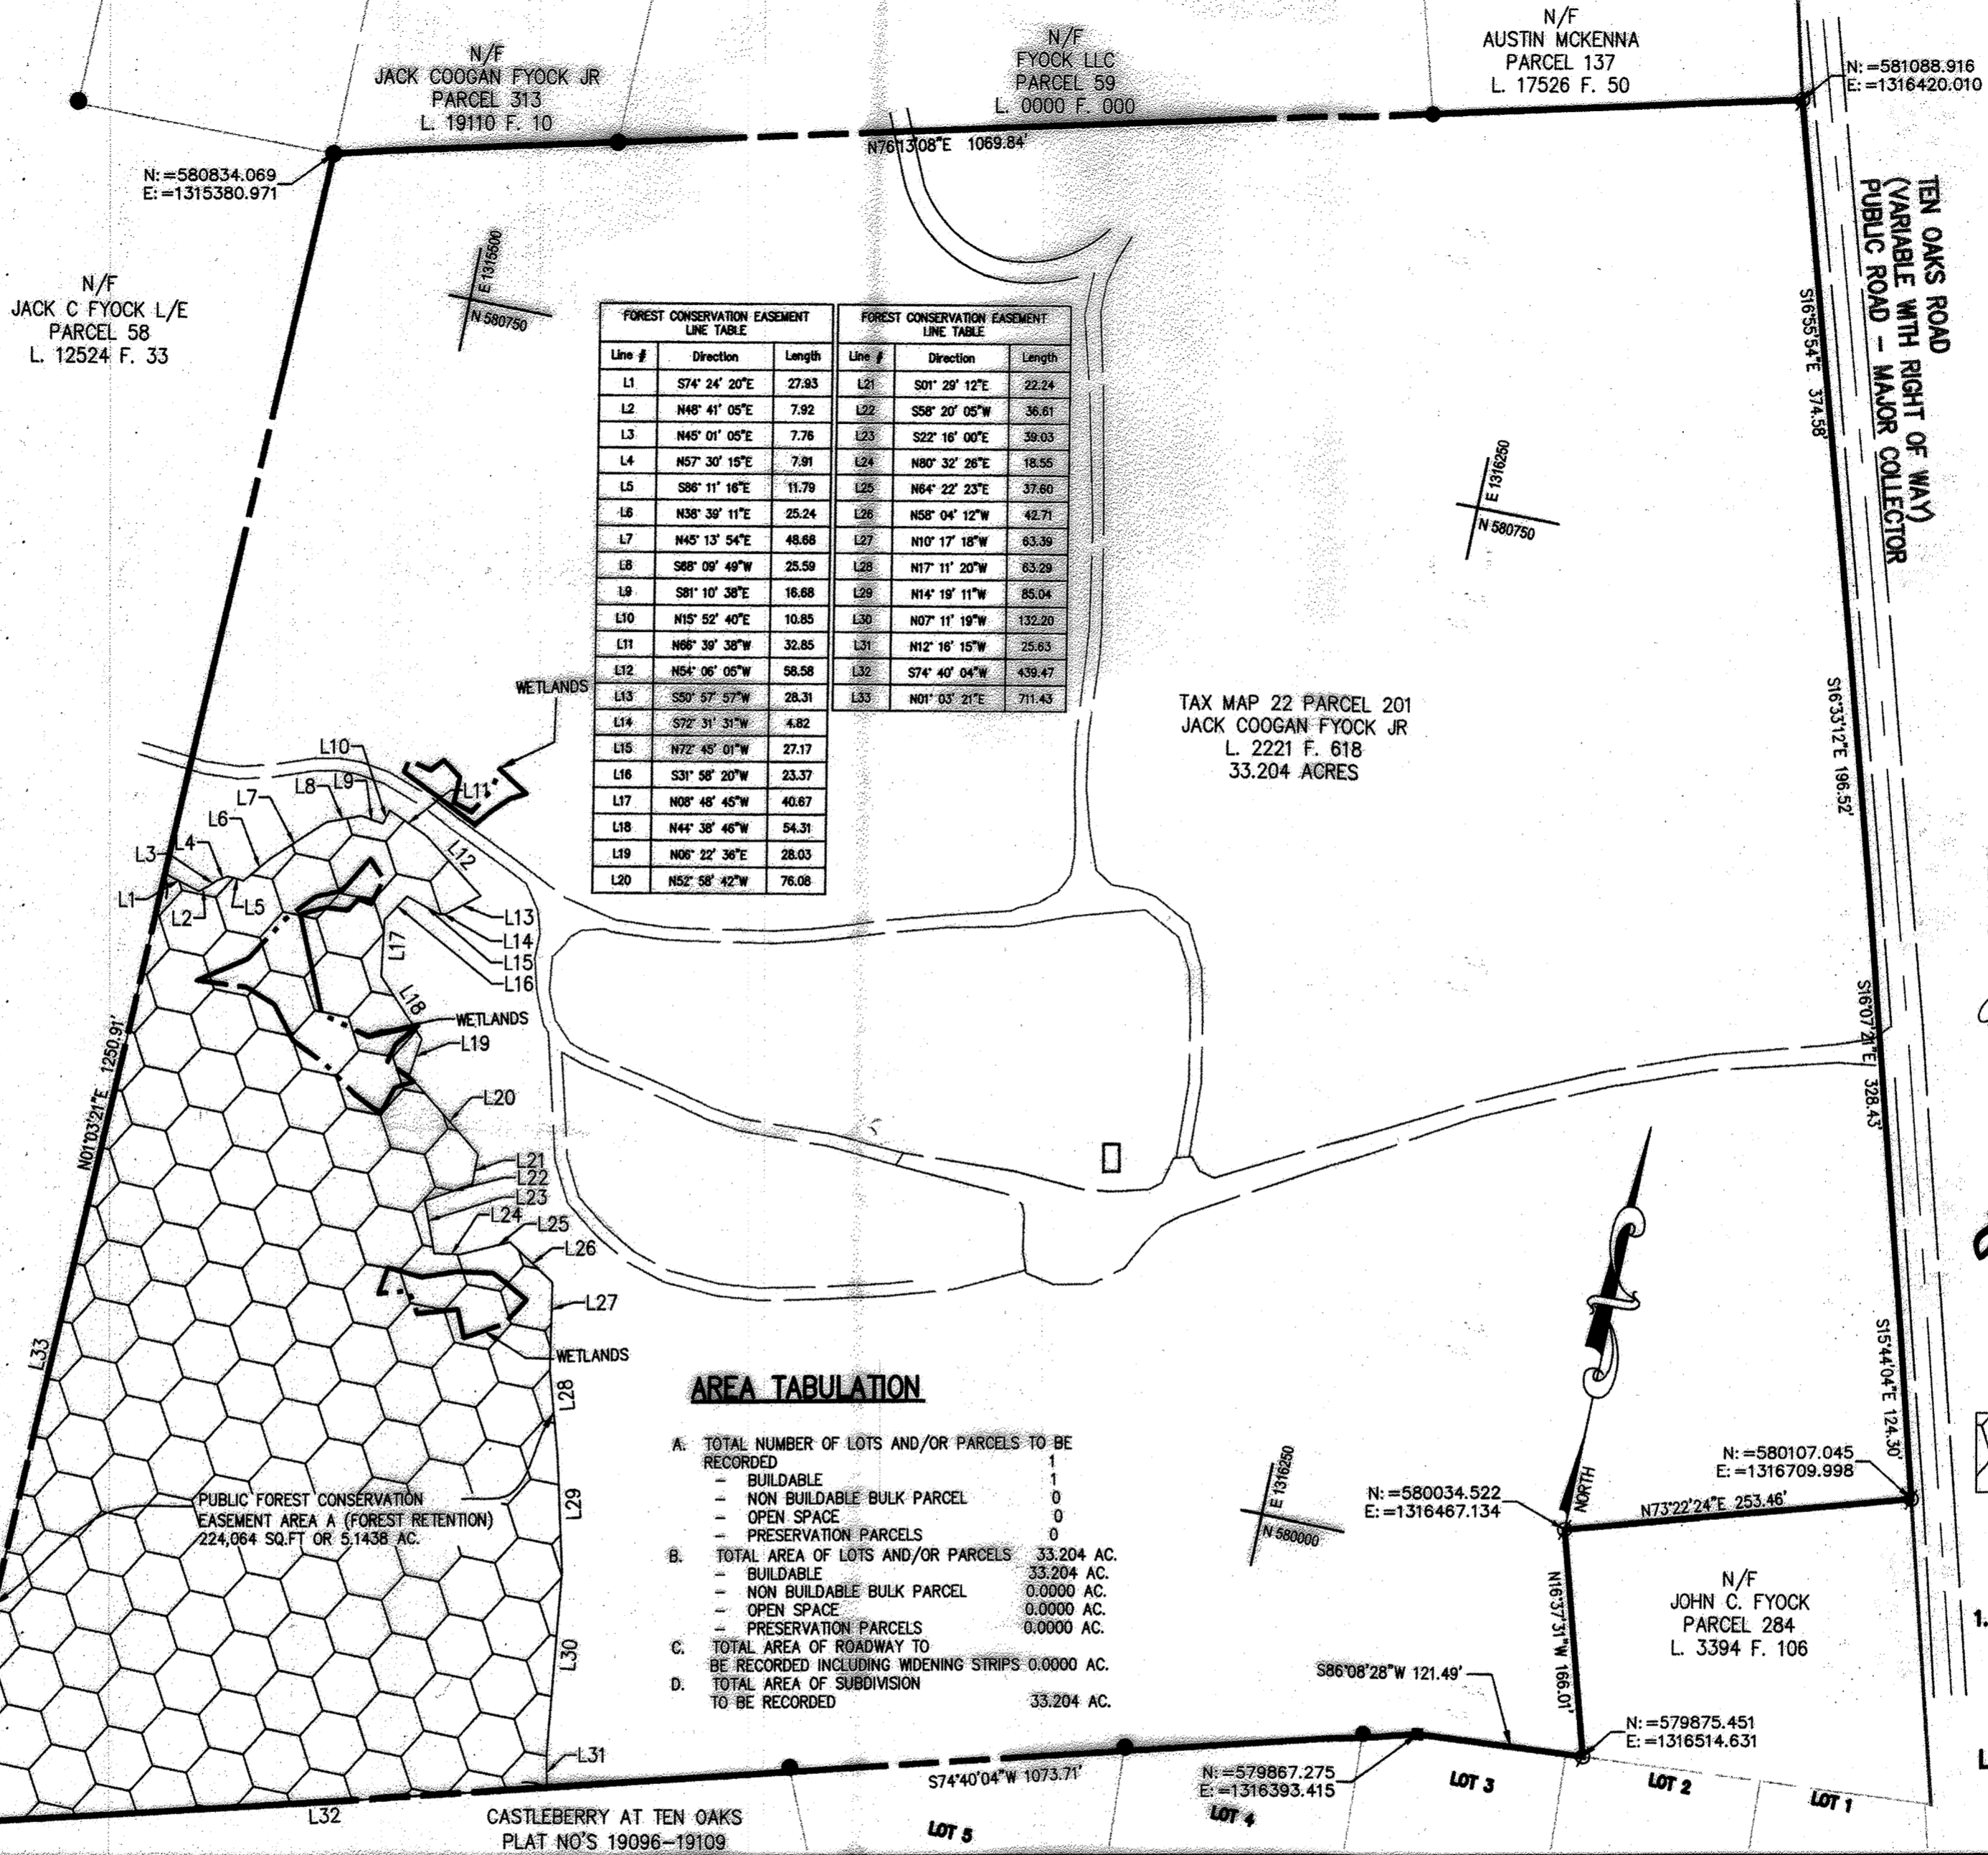 N/F
JACK COOGAN FYOCK JR
PARCEL 313
L. 19110 F. 10
N/F
FYOCK LLC
PARCEL 59
L. 0000 F. 000
N/F
AUSTIN MCKENNA
PARCEL 137
L. 17526 F. 50
N: =581088.916
E: =1316420.010
N: =580834.069
E: =1315380.971
N76°13'08"E 1069.84'
TEN OAKS ROAD
(VARIABLE WITH RIGHT OF WAY)
PUBLIC ROAD - MAJOR COLLECTOR
N/F
JACK C FYOCK L/E
PARCEL 58
L. 12524 F. 33
E 1315500
N 580750
S16°55'54"E 374.58'
E 1316250
N 580750
FOREST CONSERVATION EASEMENT
LINE TABLE
Line # Direction Length
L1 S74° 24' 20"E 27.93
L2 N48° 41' 05"E 7.92
L3 N45° 01' 05"E 7.76
L4 N57° 30' 15"E 7.91
L5 S86° 11' 16"E 11.79
L6 N38° 39' 11"E 25.24
L7 N45° 13' 54"E 48.68
L8 S68° 09' 49"W 25.59
L9 S81° 10' 38"E 16.68
L10 N15° 52' 40"E 10.85
L11 N66° 39' 38"W 32.85
L12 N54° 06' 05"W 58.58
L13 S50° 57' 57"W 28.31
L14 S72° 31' 31"W 4.82
L15 N72° 45' 01"W 27.17
L16 S31° 58' 20"W 23.37
L17 N08° 48' 45"W 40.67
L18 N44° 38' 46"W 54.31
L19 N06° 22' 36"E 28.03
L20 N52° 58' 42"W 76.08
FOREST CONSERVATION EASEMENT
LINE TABLE
Line # Direction Length
L21 S01° 29' 12"E 22.24
L22 S58° 20' 05"W 36.61
L23 S22° 16' 00"E 39.03
L24 N80° 32' 26"E 18.55
L25 N64° 22' 23"E 37.60
L26 N58° 04' 12"W 42.71
L27 N10° 17' 18"W 63.39
L28 N17° 11' 20"W 63.29
L29 N14° 19' 11"W 85.04
L30 N07° 11' 19"W 132.20
L31 N12° 16' 15"W 25.63
L32 S74° 40' 04"W 439.47
L33 N01° 03' 21"E 711.43
WETLANDS
TAX MAP 22 PARCEL 201
JACK COOGAN FYOCK JR
L. 2221 F. 618
33.204 ACRES
S16°33'12"E 196.52'
L10
L9
L8
L11
L7
L6
L4
L3
L12
L1
L2
L5
L13
L14
L15
L16
L17
L18
WETLANDS
L19
L20
N01°03'21"E 1250.91'
S16°07'21"E 328.43'
L21
L22
L23
L24
L25
L26
L27
WETLANDS
L33
L28
S15°44'04"E 124.30'
AREA TABULATION
A. TOTAL NUMBER OF LOTS AND/OR PARCELS TO BE
RECORDED 1
- BUILDABLE 1
- NON BUILDABLE BULK PARCEL 0
- OPEN SPACE 0
- PRESERVATION PARCELS 0
B. TOTAL AREA OF LOTS AND/OR PARCELS 33.204 AC.
- BUILDABLE 33.204 AC.
- NON BUILDABLE BULK PARCEL 0.0000 AC.
- OPEN SPACE 0.0000 AC.
- PRESERVATION PARCELS 0.0000 AC.
C. TOTAL AREA OF ROADWAY TO
BE RECORDED INCLUDING WIDENING STRIPS 0.0000 AC.
D. TOTAL AREA OF SUBDIVISION
TO BE RECORDED 33.204 AC.
PUBLIC FOREST CONSERVATION
EASEMENT AREA A (FOREST RETENTION)
224,064 SQ.FT OR 5.1438 AC.
L29
L30
L31
L32
E 1316250
N 580000
NORTH
N: =580107.045
E: =1316709.998
N: =580034.522
E: =1316467.134
N73°22'24"E 253.46'
N16°37'31"W 166.01'
N/F
JOHN C. FYOCK
PARCEL 284
L. 3394 F. 106
1.
S86°08'28"W 121.49'
N: =579875.451
E: =1316514.631
S74°40'04"W 1073.71'
N: =579867.275
E: =1316393.415
L
LOT 3
LOT 2
LOT 1
LOT 4
LOT 5
CASTLEBERRY AT TEN OAKS
PLAT NO'S 19096-19109